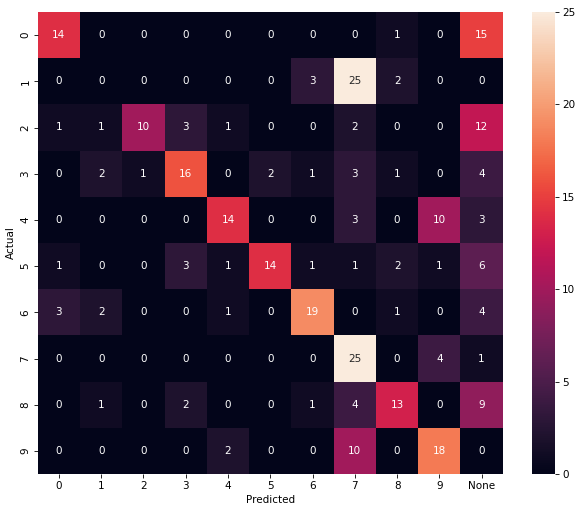 0 14 0 0 0 0 0 0 0 1 0 15
1 0 0 0 0 0 0 3 25 2 0 0
2 1 1 10 3 1 0 0 2 0 0 12
3 0 2 1 16 0 2 1 3 1 0 4
4 0 0 0 0 14 0 0 3 0 10 3
5 1 0 0 3 1 14 1 1 2 1 6
6 3 2 0 0 1 0 19 0 1 0 4
7 0 0 0 0 0 0 0 25 0 4 1
8 0 1 0 2 0 0 1 4 13 0 9
9 0 0 0 0 2 0 0 10 0 18 0
0 1 2 3 4 5 6 7 8 9 None
Predicted
Actual
25
20
15
10
5
0